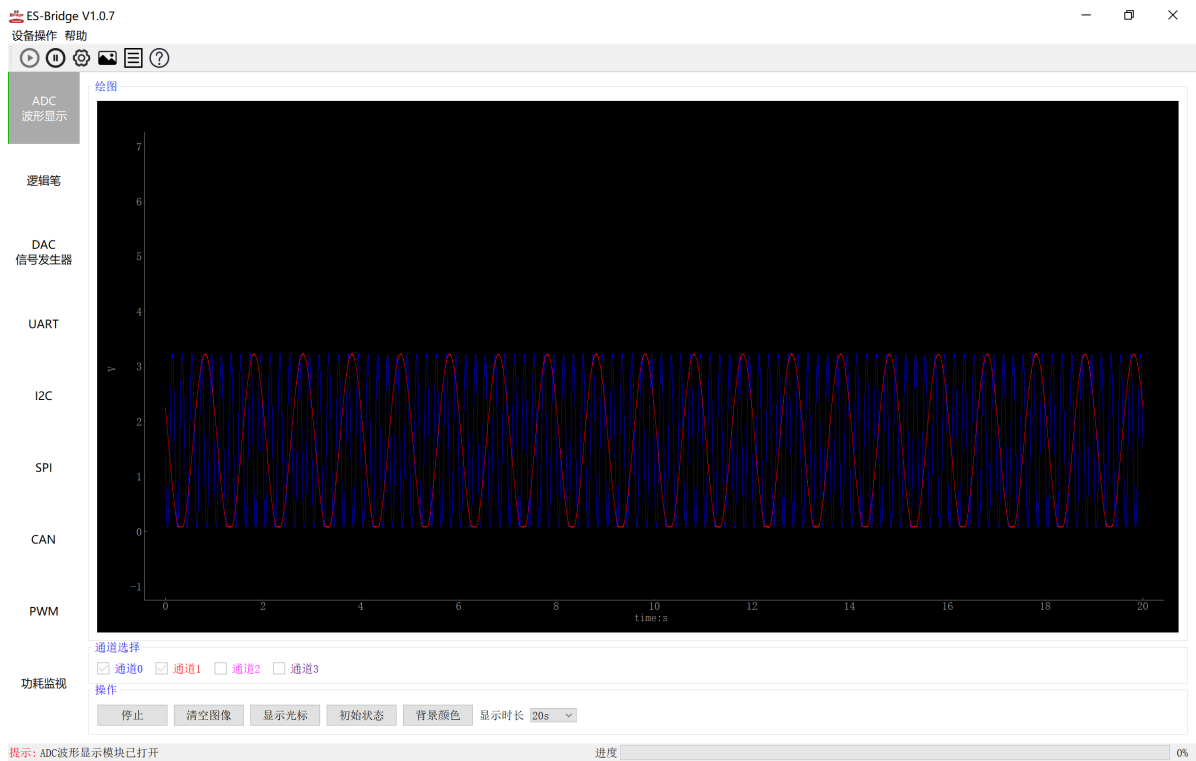 ES-Bridge V1.0.7
设备操作 帮助
ADC
波形显示
逻辑笔
DAC
信号发生器
UART
I2C
SPI
CAN
PWM
功耗监视
绘图
7
6
5
4
3
2
1
0
-1
V
0 2 4 6 8 10 12 14 16 18 20
time:s
通道选择
通道0 通道1 通道2 通道3
操作
停止 清空图像 显示光标 初始状态 背景颜色 显示时长 20s
提示: ADC波形显示模块已打开 进度 0%